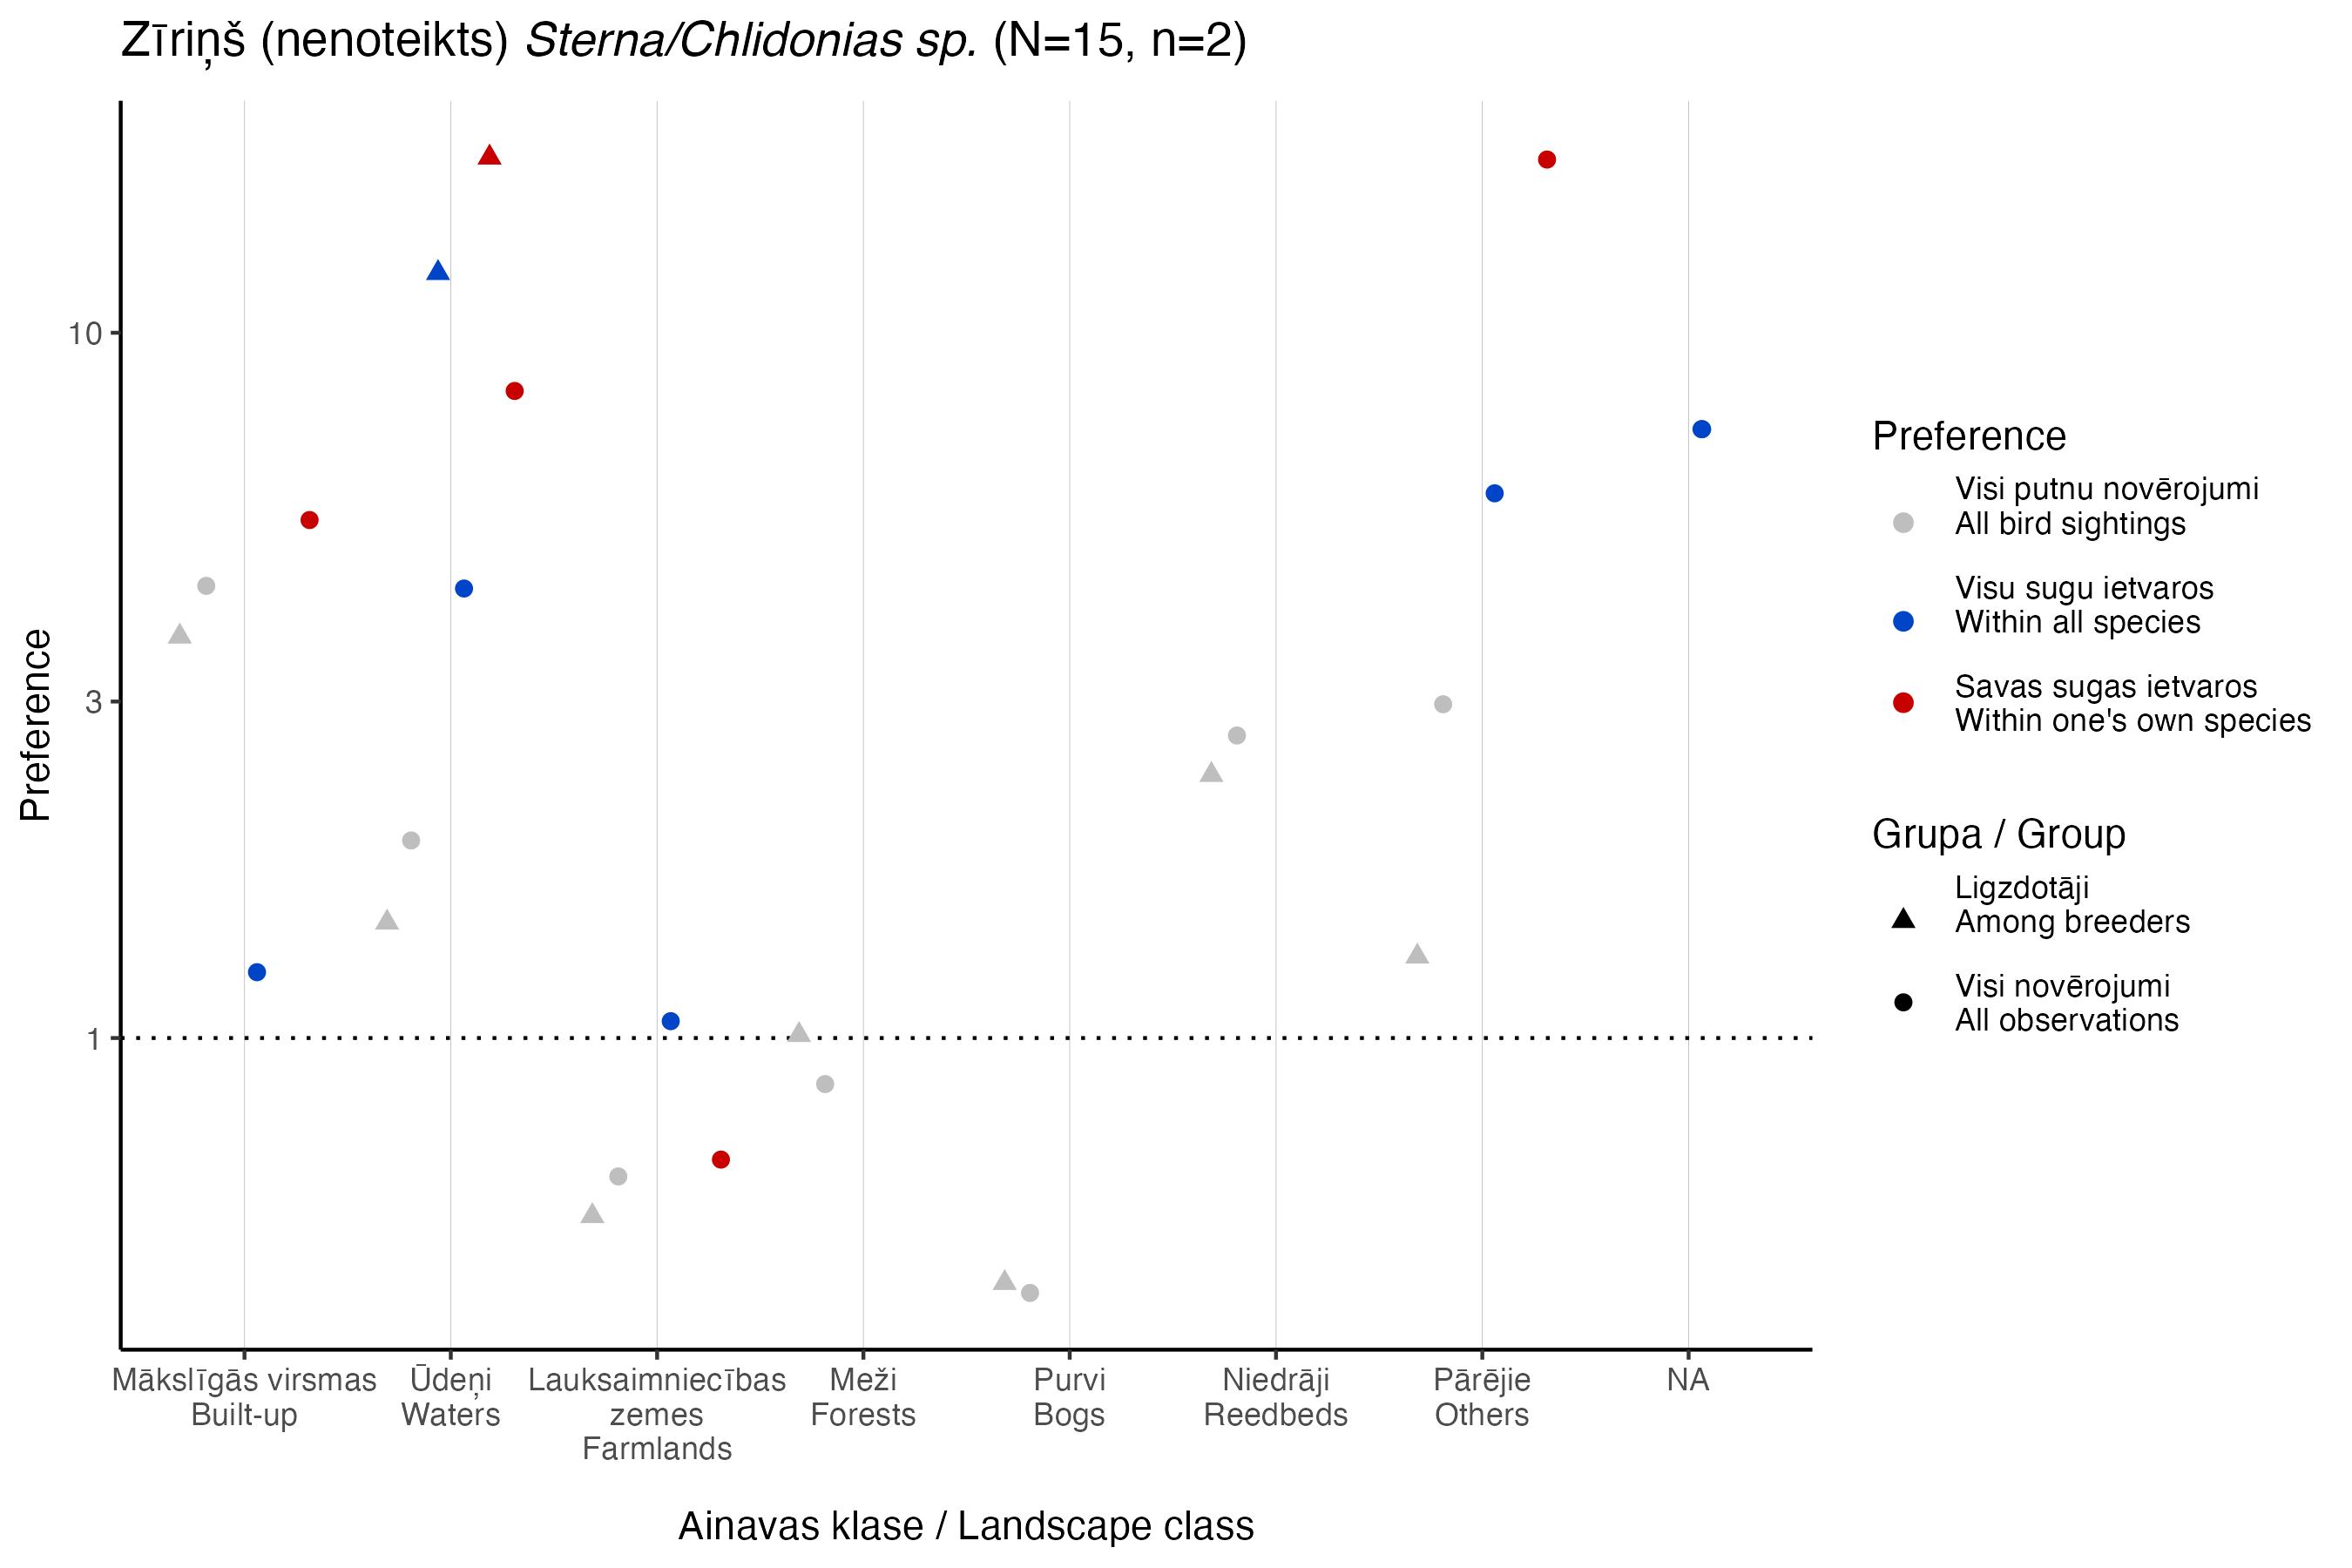 Zīriņš (nenoteikts) Sterna/Chlidonias sp. (N=15, n=2)
Preference
10
3
1
Mākslīgās virsmas
Built-up
Ūdeņi
Waters
Lauksaimniecības
zemes
Farmlands
Meži
Forests
Purvi
Bogs
Niedrāji
Reedbeds
Pārējie
Others
NA
Ainavas klase / Landscape class
Preference
Visi putnu novērojumi
All bird sightings
Visu sugu ietvaros
Within all species
Savas sugas ietvaros
Within one's own species
Grupa / Group
Ligzdotāji
Among breeders
Visi novērojumi
All observations